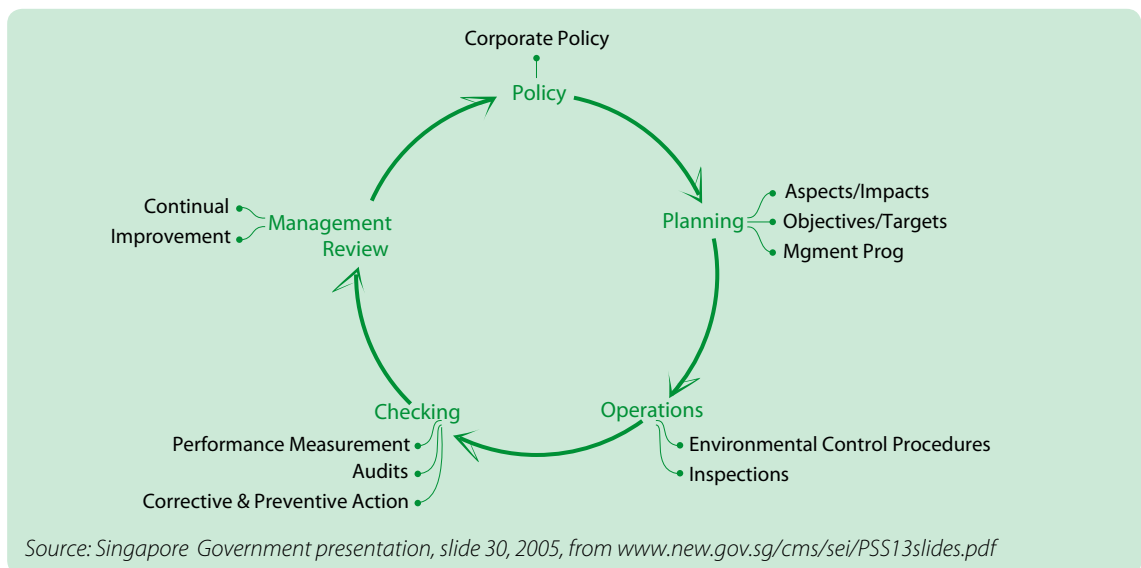 Corporate Policy
Policy
Planning
Aspects/Impacts
Objectives/Targets
Mgment Prog
Operations
Environmental Control Procedures
Inspections
Checking
Performance Measurement
Audits
Corrective & Preventive Action
Management
Review
Continual
Improvement
Source: Singapore Government presentation, slide 30, 2005, from www.new.gov.sg/cms/sei/PSS13slides.pdf